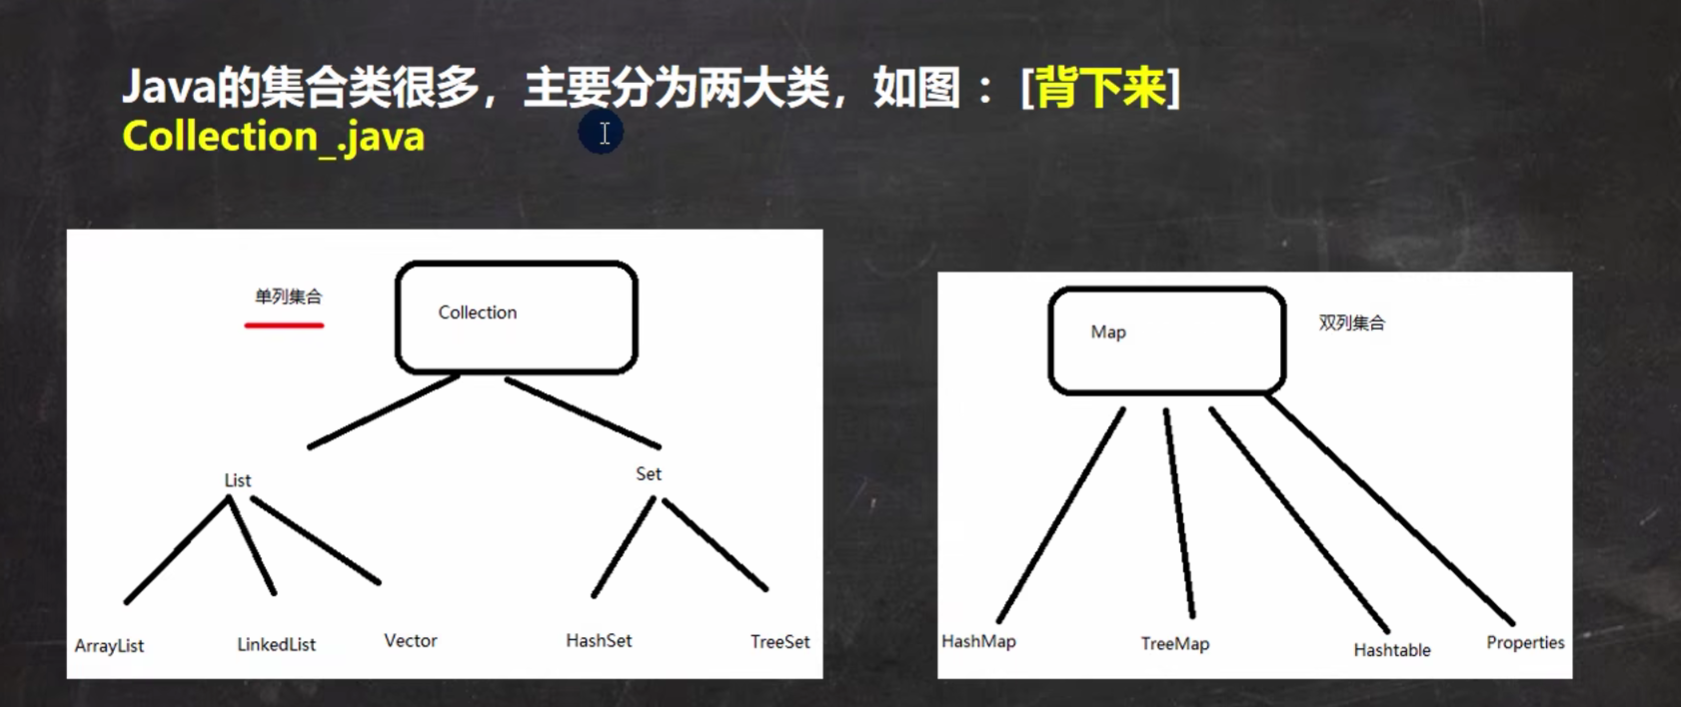 Java的集合类很多，主要分为两大类，如图 ：[背下来]
Collection_.java
单列集合
Collection
List
Set
ArrayList
LinkedList
Vector
HashSet
TreeSet
Map
双列集合
HashMap
TreeMap
Hashtable
Properties